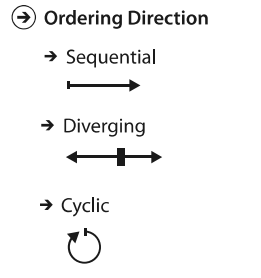 Ordering Direction
Sequential
Diverging
Cyclic